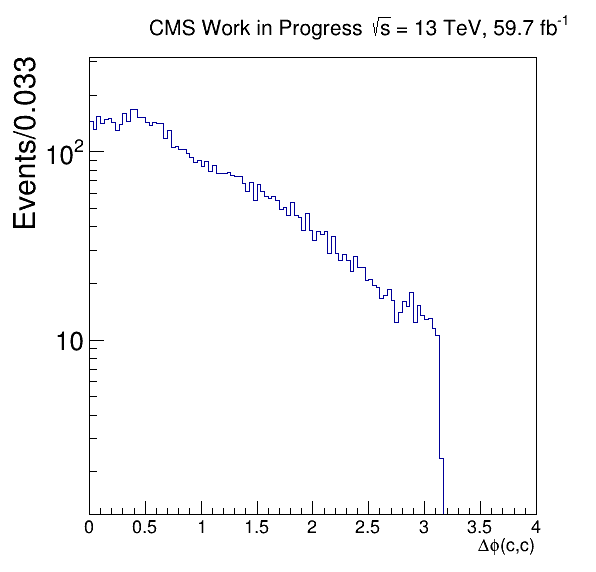 CMS Work in Progress √s = 13 TeV, 59.7 fb⁻¹
Events/0.033
10²
10
0 0.5 1 1.5 2 2.5 3 3.5 4
Δϕ(c,c)